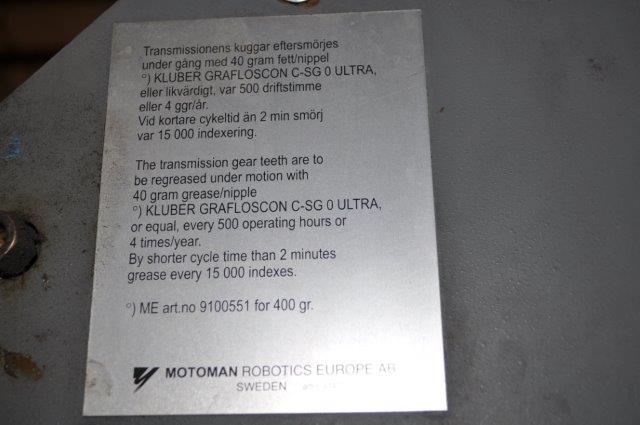 Transmissionens kuggar eftersmörjes
under gång med 40 gram fett/nippel
°) KLUBER GRAFLOSCON C-SG 0 ULTRA,
eller likvärdigt, var 500 driftstimme
eller 4 ggr/år.
Vid kortare cykeltid än 2 min smörj
var 15 000 indexering.
The transmission gear teeth are to
be regreased under motion with
40 gram grease/nipple
°) KLUBER GRAFLOSCON C-SG 0 ULTRA,
or equal, every 500 operating hours or
4 times/year.
By shorter cycle time than 2 minutes
grease every 15 000 indexes.
°) ME art.no 9100551 for 400 gr.
MOTOMAN ROBOTICS EUROPE AB
SWEDEN